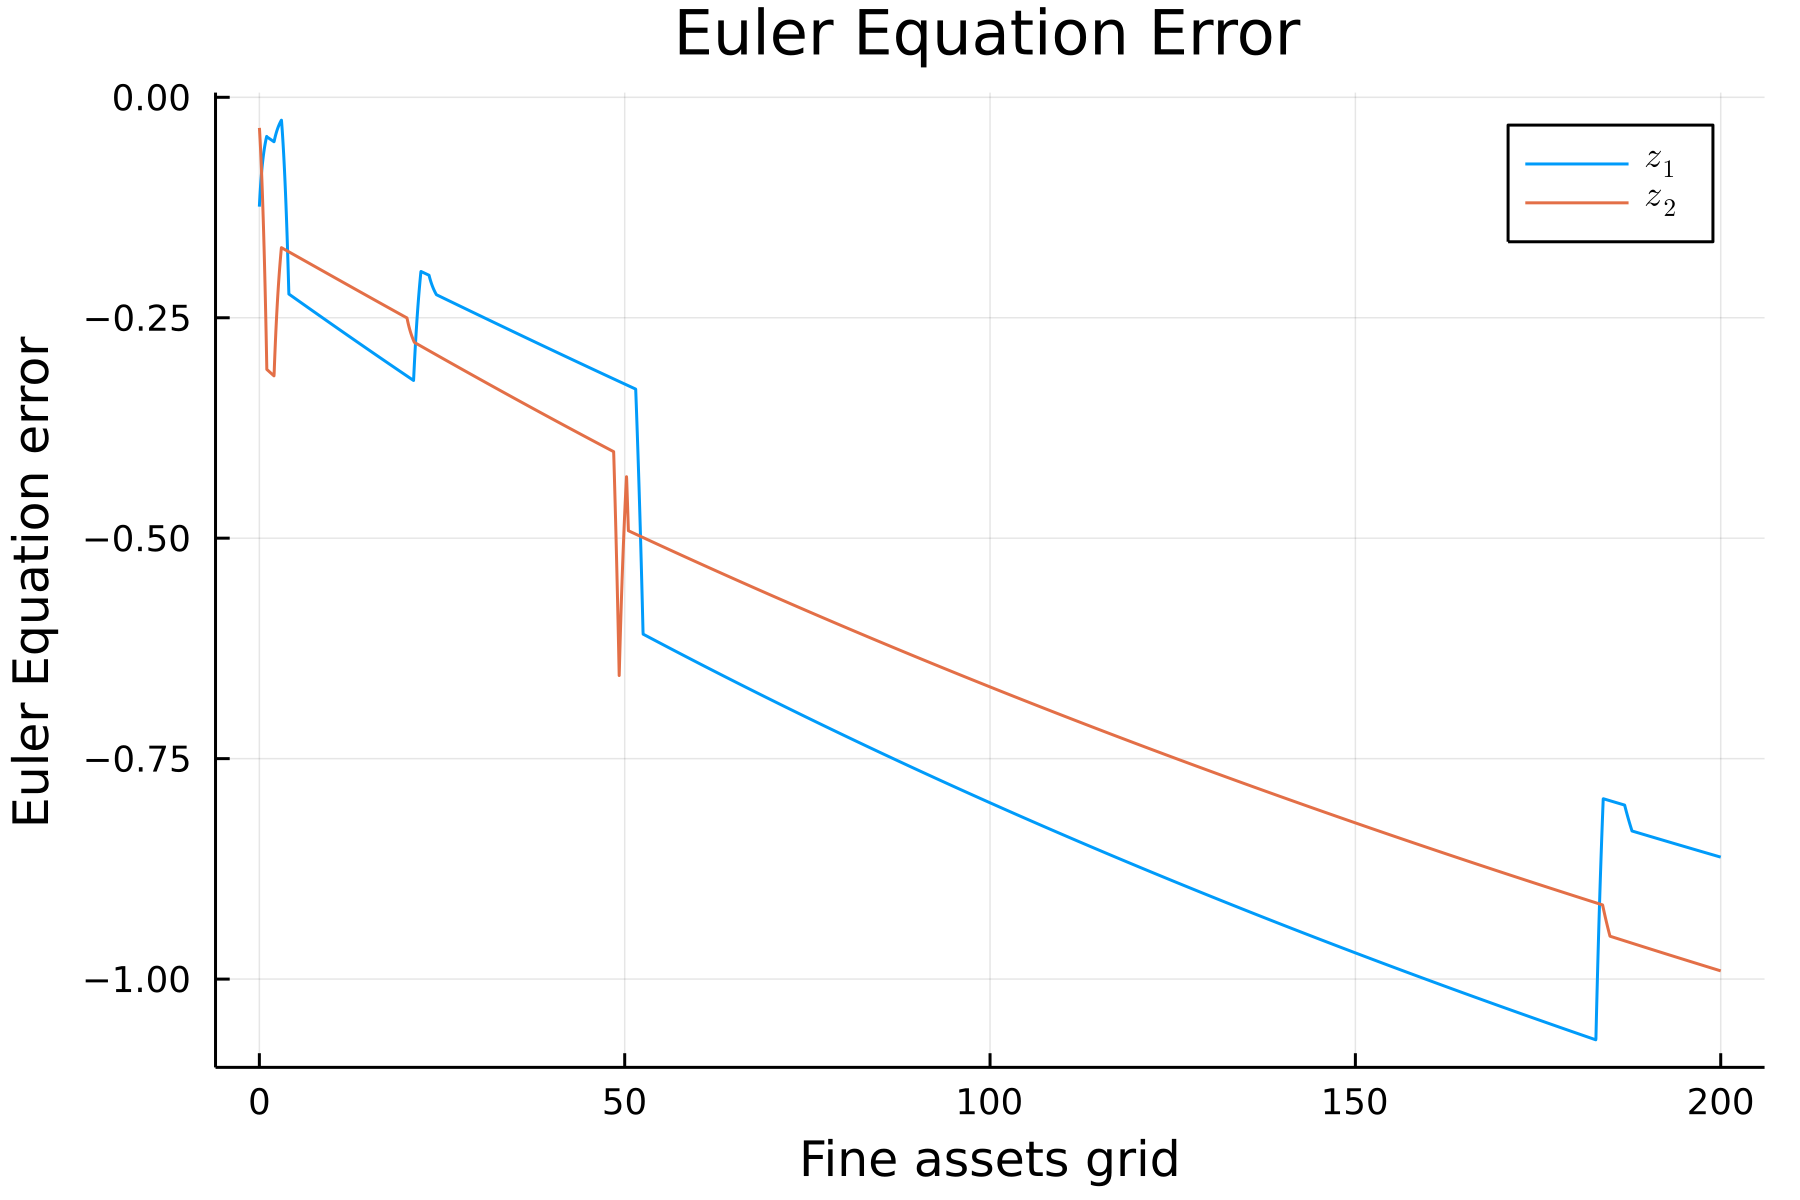 Euler Equation Error
Euler Equation error
0.00
−0.25
−0.50
−0.75
−1.00
z₁
z₂
0 50 100 150 200
Fine assets grid